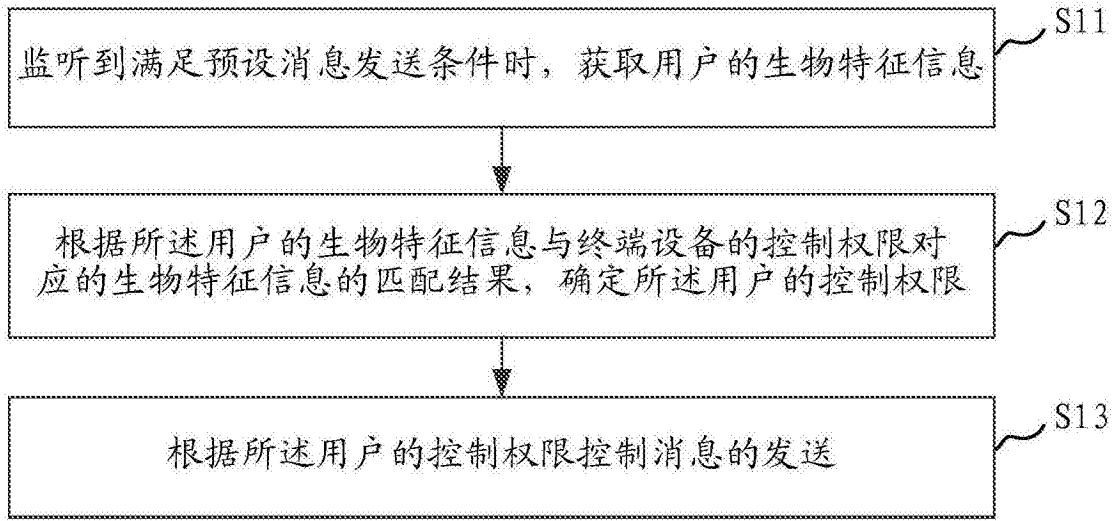 S11
监听到满足预设消息发送条件时，获取用户的生物特征信息
S12
根据所述用户的生物特征信息与终端设备的控制权限对
应的生物特征信息的匹配结果，确定所述用户的控制权限
S13
根据所述用户的控制权限控制消息的发送